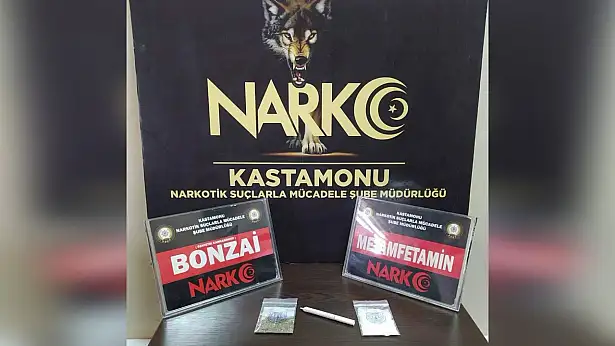 NARKO
KASTAMONU
NARKOTİK SUÇLARLA MÜCADELE ŞUBE MÜDÜRLÜĞÜ
KASTAMONU
NARKOTİK SUÇLARLA MÜCADELE
ŞUBE MÜDÜRLÜĞÜ
BONZAİ
NARKO
KASTAMONU
NARKOTİK SUÇLARLA MÜCADELE
ŞUBE MÜDÜRLÜĞÜ
METAMFETAMİN
NARKO